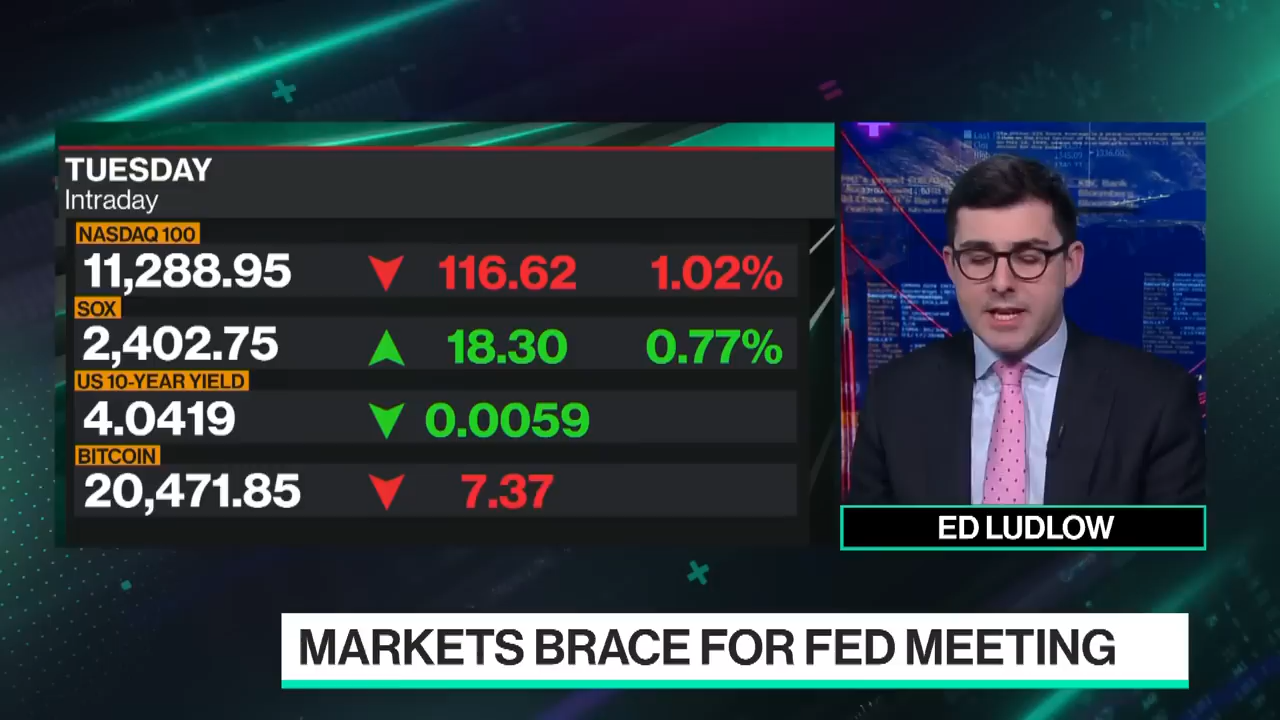 TUESDAY
Intraday
NASDAQ 100
11,288.95 ▼ 116.62 1.02%
SOX
2,402.75 ▲ 18.30 0.77%
US 10-YEAR YIELD
4.0419 ▼ 0.0059
BITCOIN
20,471.85 ▼ 7.37
ED LUDLOW
MARKETS BRACE FOR FED MEETING